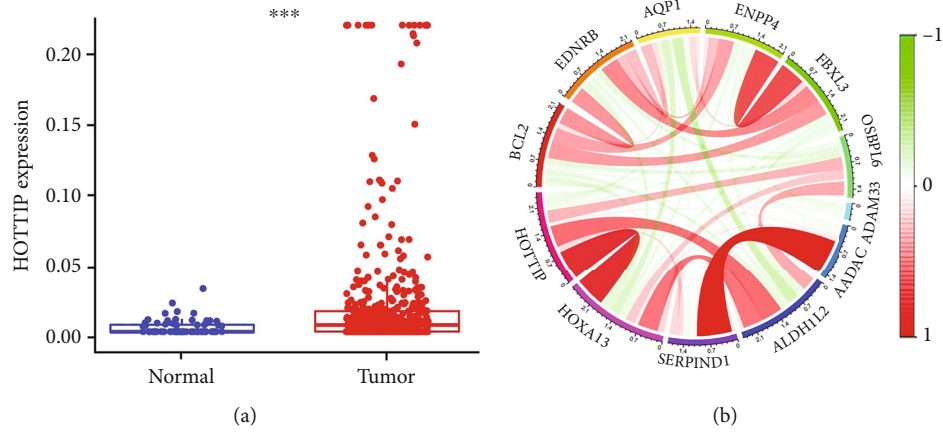 ***
HOTTIP expression
0.20
0.15
0.10
0.05
0.00
Normal
Tumor
(a)
AQP1
ENPP4
FBXL3
OSBPL6
ADAM33
AADAC
ALDH1L2
SERPIND1
HOXA13
HOTTIP
BCL2
EDNRB
−1
0
1
(b)